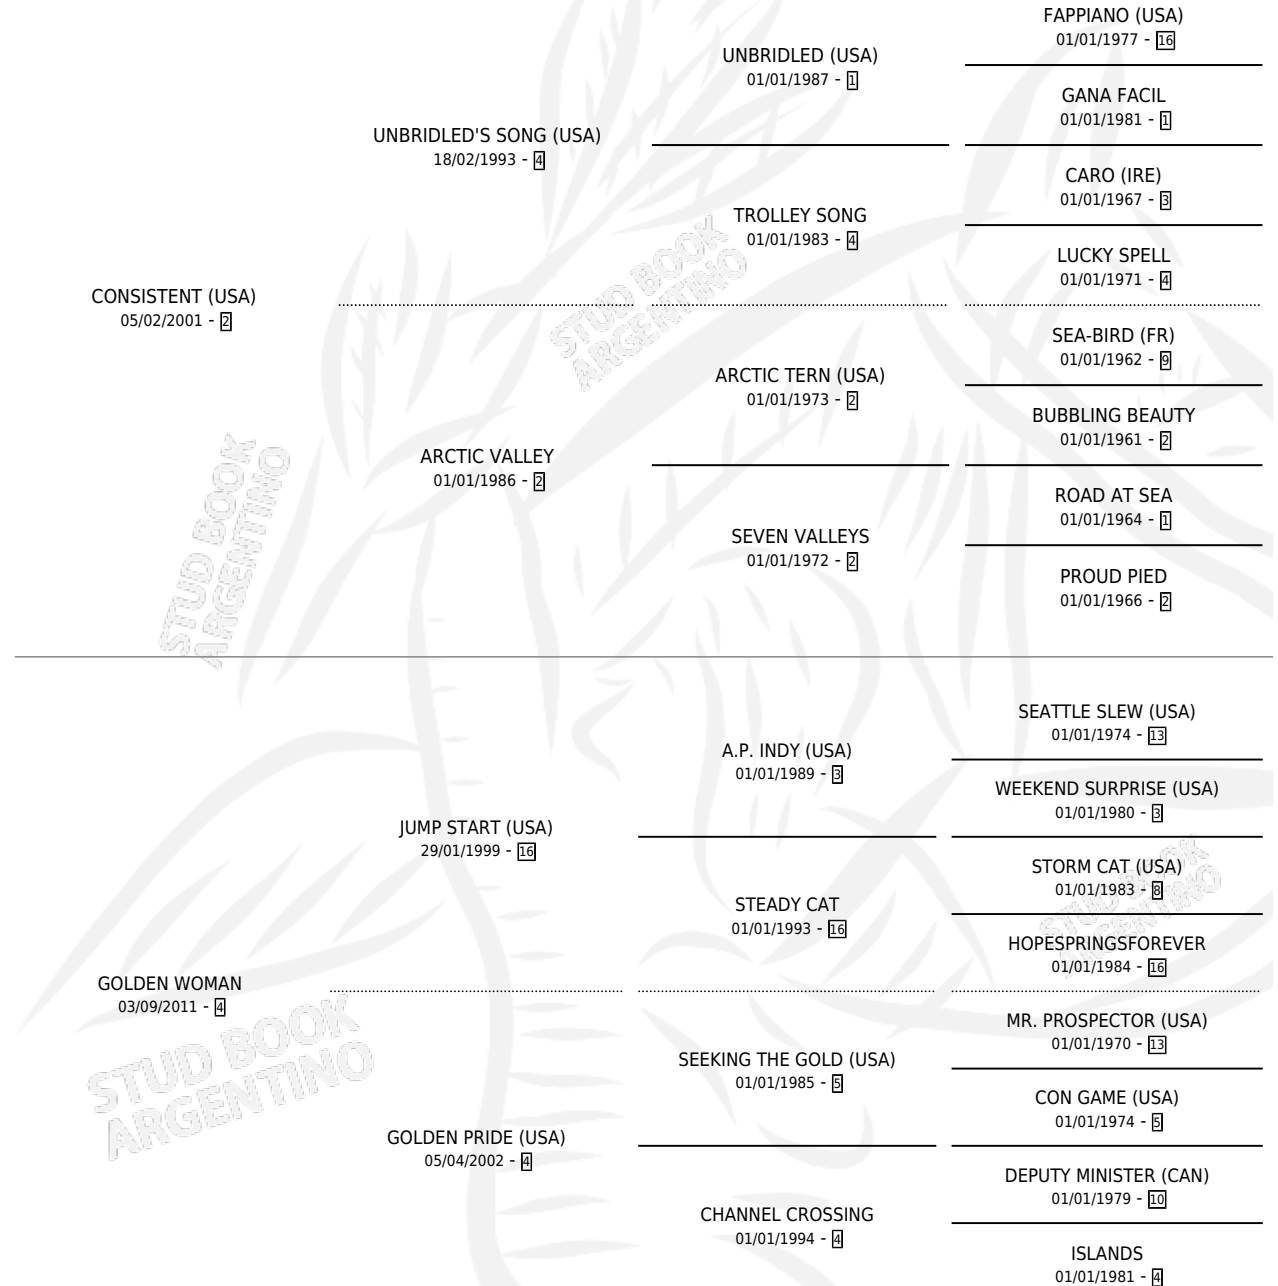 FAPPIANO (USA)
01/01/1977 - 16
UNBRIDLED (USA)
01/01/1987 - 1
GANA FACIL
01/01/1981 - 1
UNBRIDLED'S SONG (USA)
18/02/1993 - 4
CARO (IRE)
01/01/1967 - 3
TROLLEY SONG
01/01/1983 - 4
LUCKY SPELL
01/01/1971 - 4
CONSISTENT (USA)
05/02/2001 - 2
STUD BOOK
ARGENTINO
SEA-BIRD (FR)
01/01/1962 - 9
ARCTIC TERN (USA)
01/01/1973 - 2
BUBBLING BEAUTY
01/01/1961 - 2
ARCTIC VALLEY
01/01/1986 - 2
ROAD AT SEA
01/01/1964 - 1
SEVEN VALLEYS
01/01/1972 - 2
PROUD PIED
01/01/1966 - 2
STUD BOOK
ARGENTINO
SEATTLE SLEW (USA)
01/01/1974 - 13
A.P. INDY (USA)
01/01/1989 - 3
WEEKEND SURPRISE (USA)
01/01/1980 - 3
JUMP START (USA)
29/01/1999 - 16
STORM CAT (USA)
01/01/1983 - 8
STUD BOOK
ARGENTINO
STEADY CAT
01/01/1993 - 16
HOPESPRINGSFOREVER
01/01/1984 - 16
GOLDEN WOMAN
03/09/2011 - 4
STUD BOOK
ARGENTINO
MR. PROSPECTOR (USA)
01/01/1970 - 13
SEEKING THE GOLD (USA)
01/01/1985 - 5
CON GAME (USA)
01/01/1974 - 5
GOLDEN PRIDE (USA)
05/04/2002 - 4
DEPUTY MINISTER (CAN)
01/01/1979 - 10
CHANNEL CROSSING
01/01/1994 - 4
ISLANDS
01/01/1981 - 4